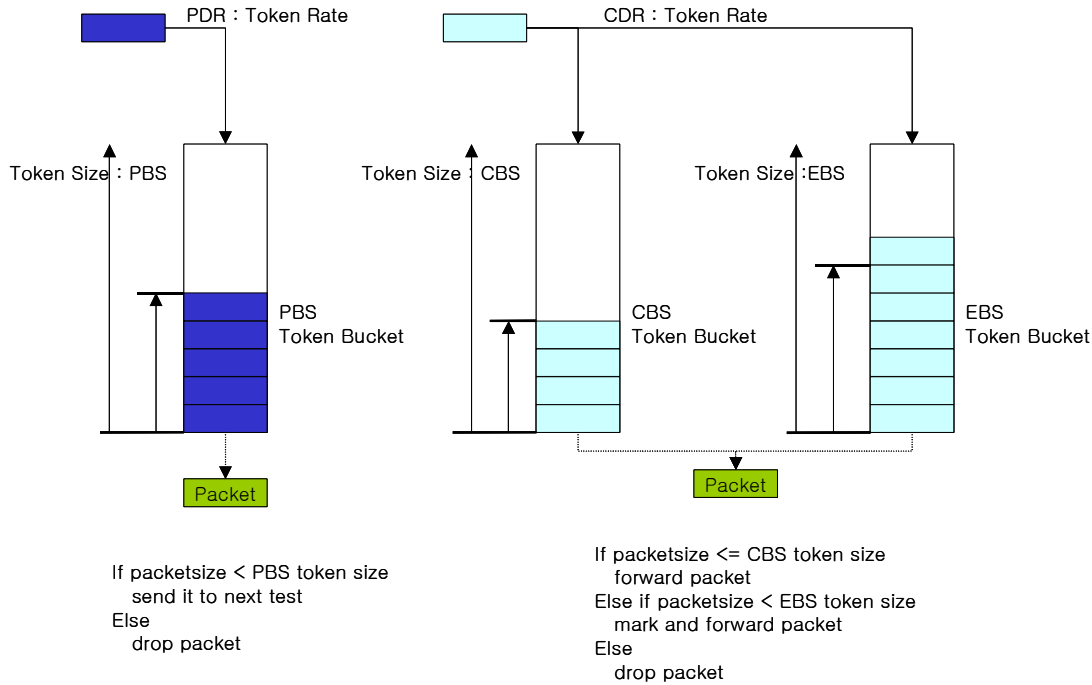 PDR : Token Rate
CDR : Token Rate
Token Size : PBS
Token Size : CBS
Token Size :EBS
PBS
Token Bucket
CBS
Token Bucket
EBS
Token Bucket
Packet
Packet
If packetsize < PBS token size
send it to next test
Else
drop packet
If packetsize <= CBS token size
forward packet
Else if packetsize < EBS token size
mark and forward packet
Else
drop packet